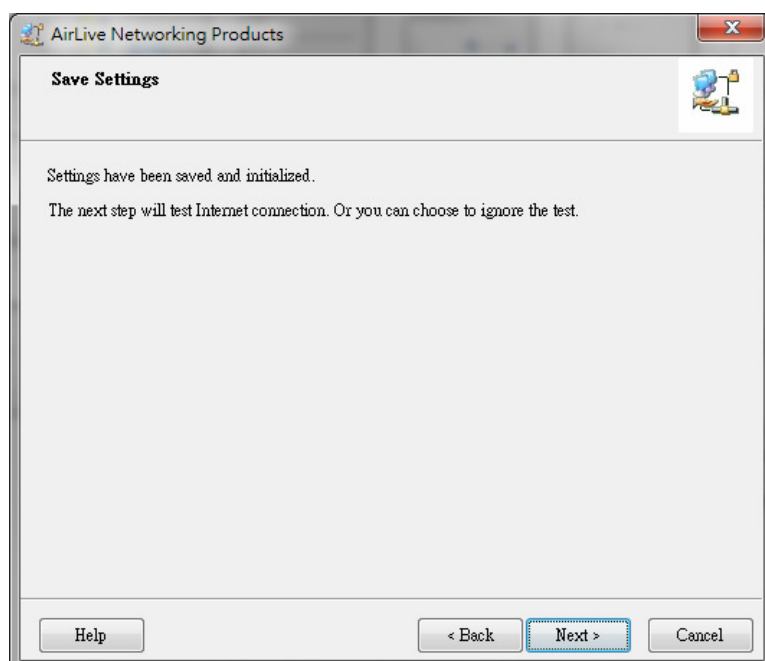 AirLive Networking Products
Save Settings
Settings have been saved and initialized.
The next step will test Internet connection. Or you can choose to ignore the test.
Help
< Back
Next >
Cancel